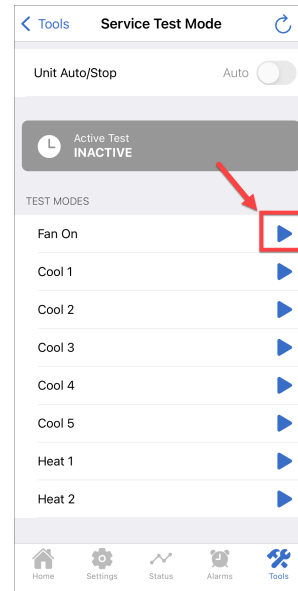 Tools Service Test Mode
Unit Auto/Stop Auto
Active Test
INACTIVE
TEST MODES
Fan On
Cool 1
Cool 2
Cool 3
Cool 4
Cool 5
Heat 1
Heat 2
Home Settings Status Alarms Tools